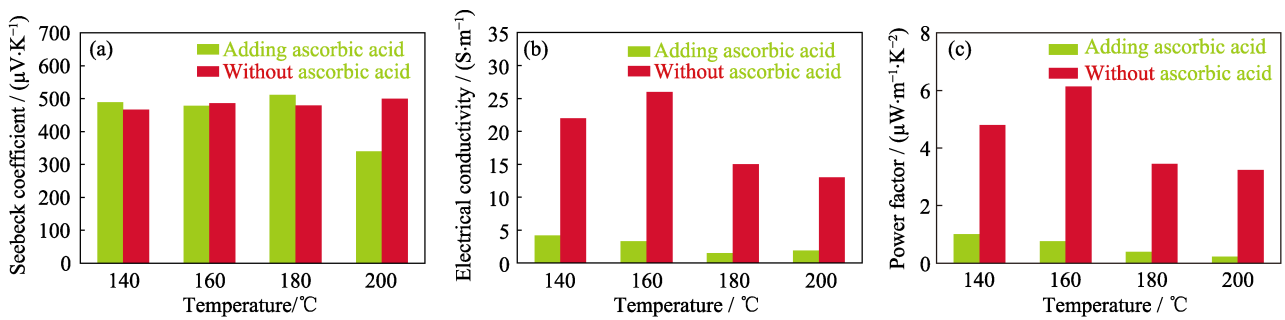 (a)
Adding ascorbic acid
Without ascorbic acid
Seebeck coefficient / (μV·K⁻¹)
700
600
500
400
300
200
100
0
140 160 180 200
Temperature/℃
(b)
Adding ascorbic acid
Without ascorbic acid
Electrical conductivity / (S·m⁻¹)
35
30
25
20
15
10
5
0
140 160 180 200
Temperature / ℃
(c)
Adding ascorbic acid
Without ascorbic acid
Power factor / (μW·m⁻¹·K⁻²)
8
6
4
2
0
140 160 180 200
Temperature / ℃